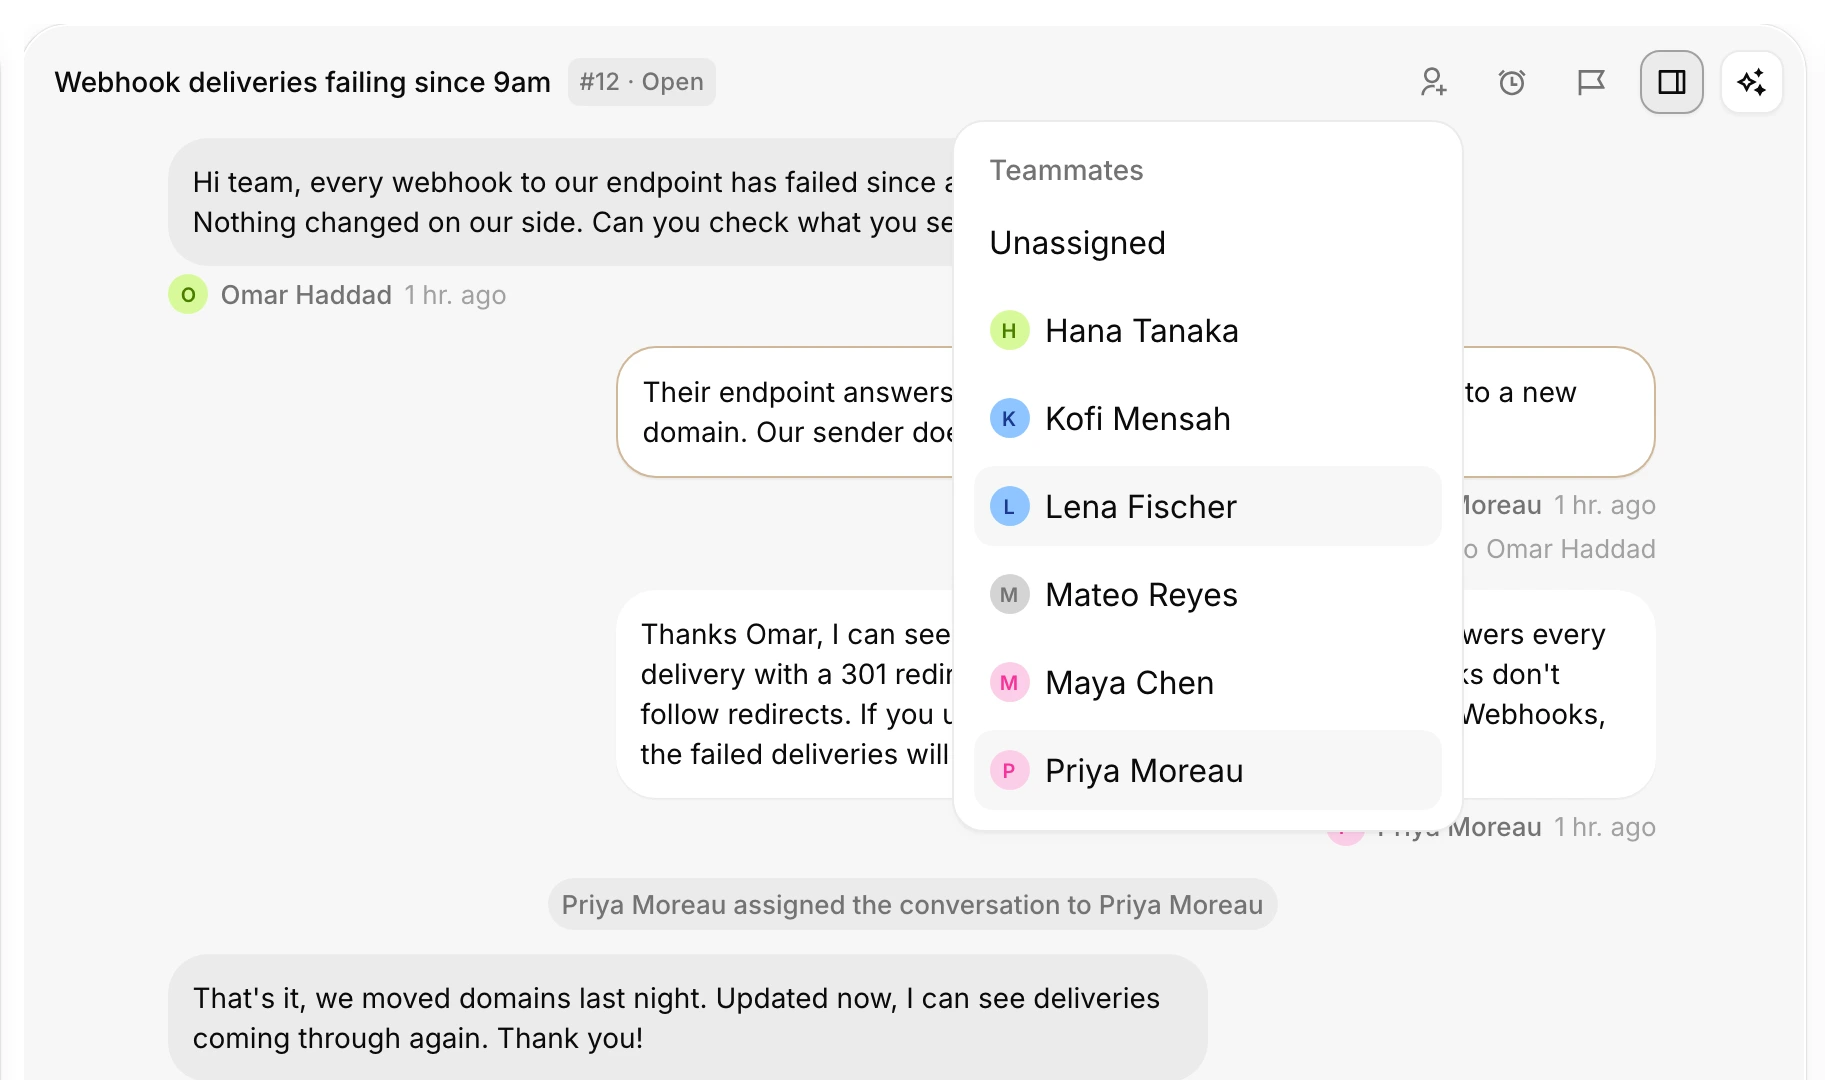 Webhook deliveries failing since 9am
#12 · Open
Hi team, every webhook to our endpoint has failed since
Nothing changed on our side. Can you check what you
O
Omar Haddad 1 hr. ago
Their endpoint answers to a new
domain. Our sender
Moreau 1 hr. ago
Omar Haddad
Thanks Omar, I can see every
delivery with a 301 don't
follow redirects. If you Webhooks,
the failed deliveries will
Priya Moreau 1 hr. ago
Teammates
Unassigned
H Hana Tanaka
K Kofi Mensah
L Lena Fischer
M Mateo Reyes
M Maya Chen
P Priya Moreau
Priya Moreau assigned the conversation to Priya Moreau
That's it, we moved domains last night. Updated now, I can see deliveries
coming through again. Thank you!